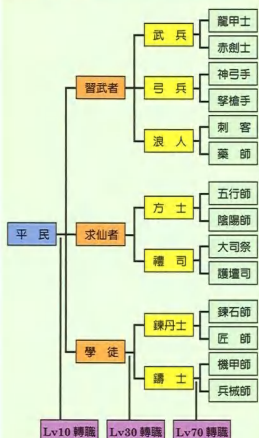 龍甲士
武兵
赤劍士
神弓手
習武者
弓兵
孚槍手
刺客
浪人
藥師
五行師
方士
陰陽師
平民
求仙者
大司祭
禮司
護壇司
鍊石師
鍊丹士
匠師
學徒
機甲師
鑄士
兵械師
Lv10 轉職
Lv30 轉職
Lv70 轉職